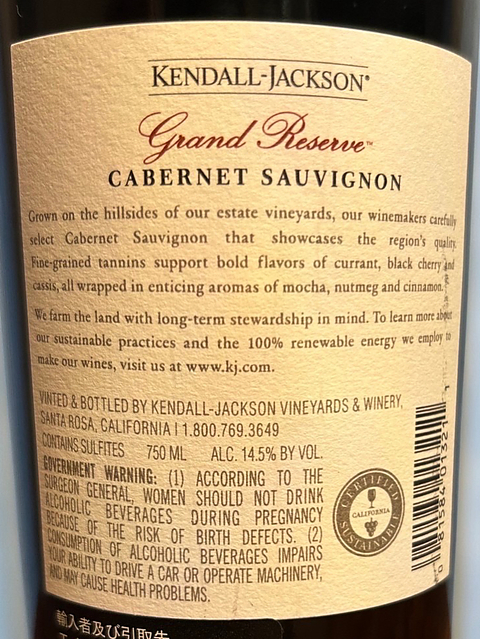 KENDALL-JACKSON®
Grand Reserve™
CABERNET SAUVIGNON
Grown on the hillsides of our estate vineyards, our winemakers carefully
select Cabernet Sauvignon that showcases the region's quality.
Fine-grained tannins support bold flavors of currant, black cherry and
cassis, all wrapped in enticing aromas of mocha, nutmeg and cinnamon.
We farm the land with long-term stewardship in mind. To learn more about
our sustainable practices and the 100% renewable energy we employ to
make our wines, visit us at www.kj.com.
VINTED & BOTTLED BY KENDALL-JACKSON VINEYARDS & WINERY,
SANTA ROSA, CALIFORNIA | 1.800.769.3649
CONTAINS SULFITES 750 ML ALC. 14.5% BY VOL.
GOVERNMENT WARNING: (1) ACCORDING TO THE
SURGEON GENERAL, WOMEN SHOULD NOT DRINK
ALCOHOLIC BEVERAGES DURING PREGNANCY
BECAUSE OF THE RISK OF BIRTH DEFECTS. (2)
CONSUMPTION OF ALCOHOLIC BEVERAGES IMPAIRS
YOUR ABILITY TO DRIVE A CAR OR OPERATE MACHINERY,
AND MAY CAUSE HEALTH PROBLEMS.
CERTIFIED
CALIFORNIA
SUSTAINABLE
0 81584 01321 1
輸入者及び引取先